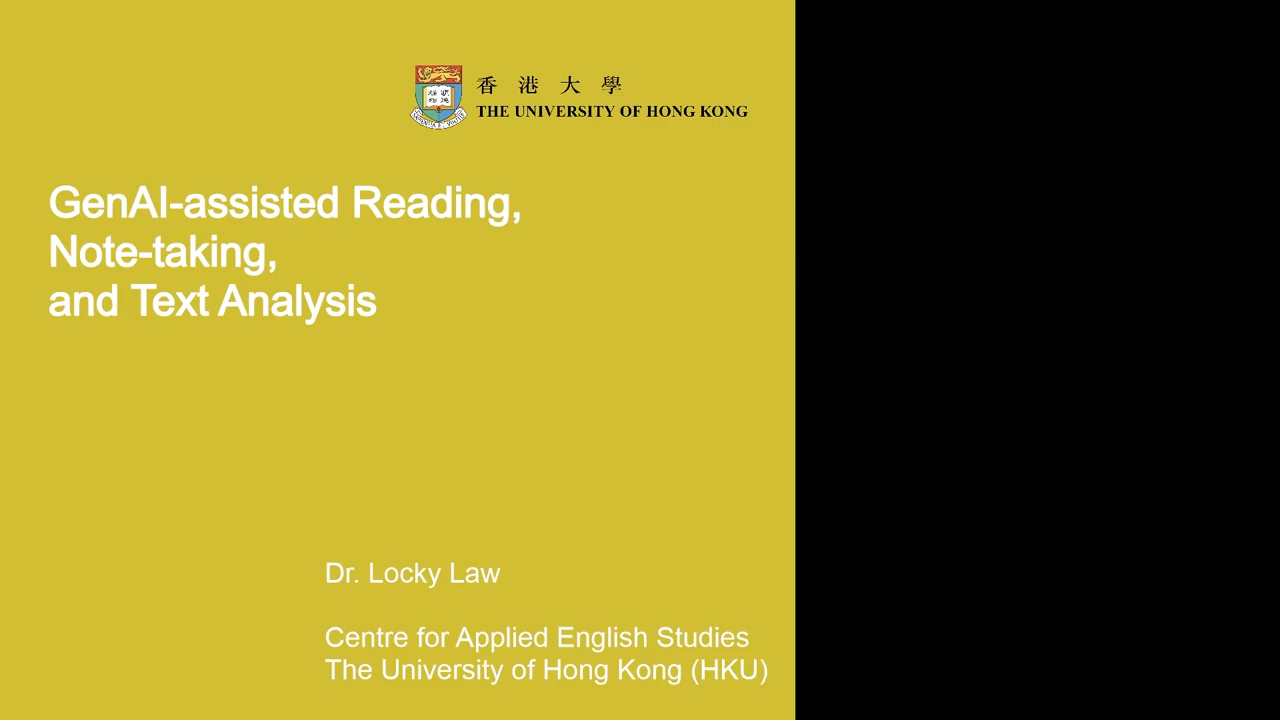 香港大學
THE UNIVERSITY OF HONG KONG
GenAI-assisted Reading,
Note-taking,
and Text Analysis
Dr. Locky Law
Centre for Applied English Studies
The University of Hong Kong (HKU)